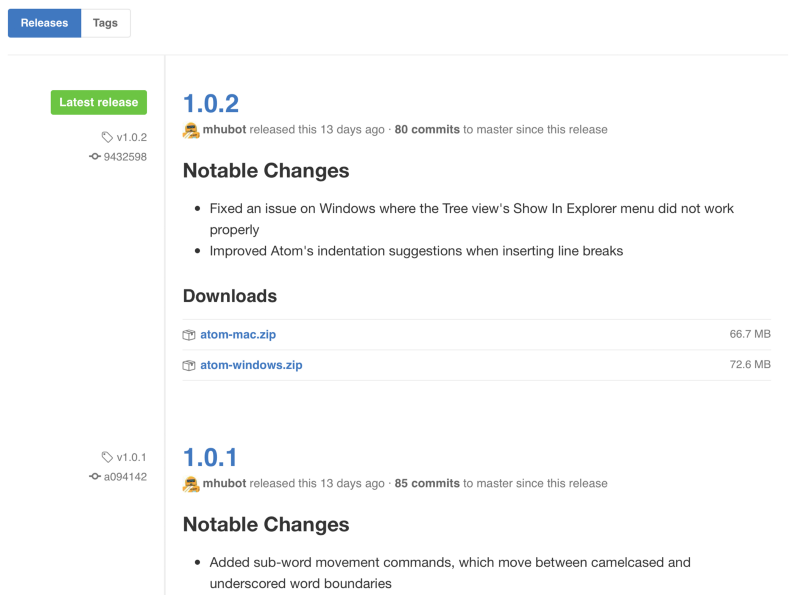 Releases Tags
Latest release
v1.0.2
9432598
1.0.2
mhubot released this 13 days ago · 80 commits to master since this release
Notable Changes
• Fixed an issue on Windows where the Tree view's Show In Explorer menu did not work
properly
• Improved Atom's indentation suggestions when inserting line breaks
Downloads
atom-mac.zip 66.7 MB
atom-windows.zip 72.6 MB
v1.0.1
a094142
1.0.1
mhubot released this 13 days ago · 85 commits to master since this release
Notable Changes
• Added sub-word movement commands, which move between camelcased and
underscored word boundaries